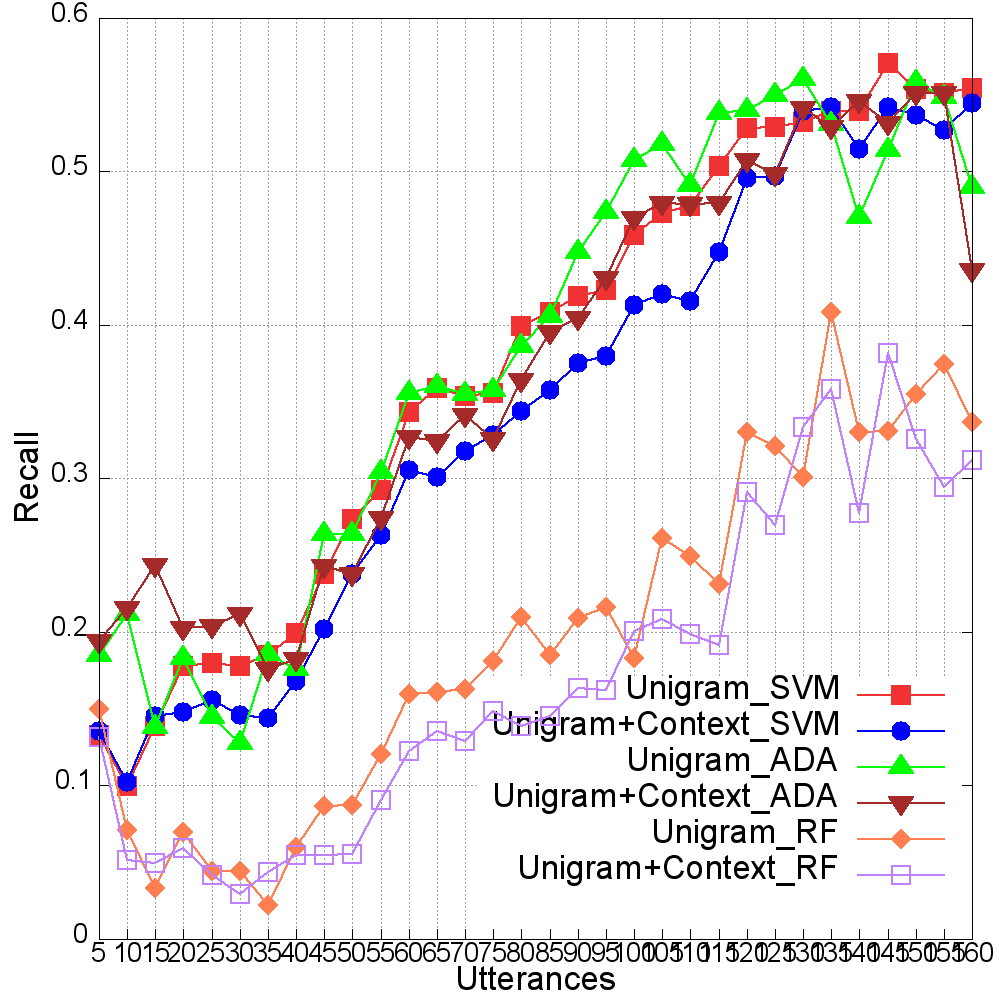 0.6
0.5
0.4
0.3
0.2
0.1
0
Recall
Unigram_SVM
Unigram+Context_SVM
Unigram_ADA
Unigram+Context_ADA
Unigram_RF
Unigram+Context_RF
5 10 15 20 25 30 35 40 45 50 55 60 65 70 75 80 85 90 95 100 105 110 115 120 125 130 135 140 145 150 155 160
Utterances